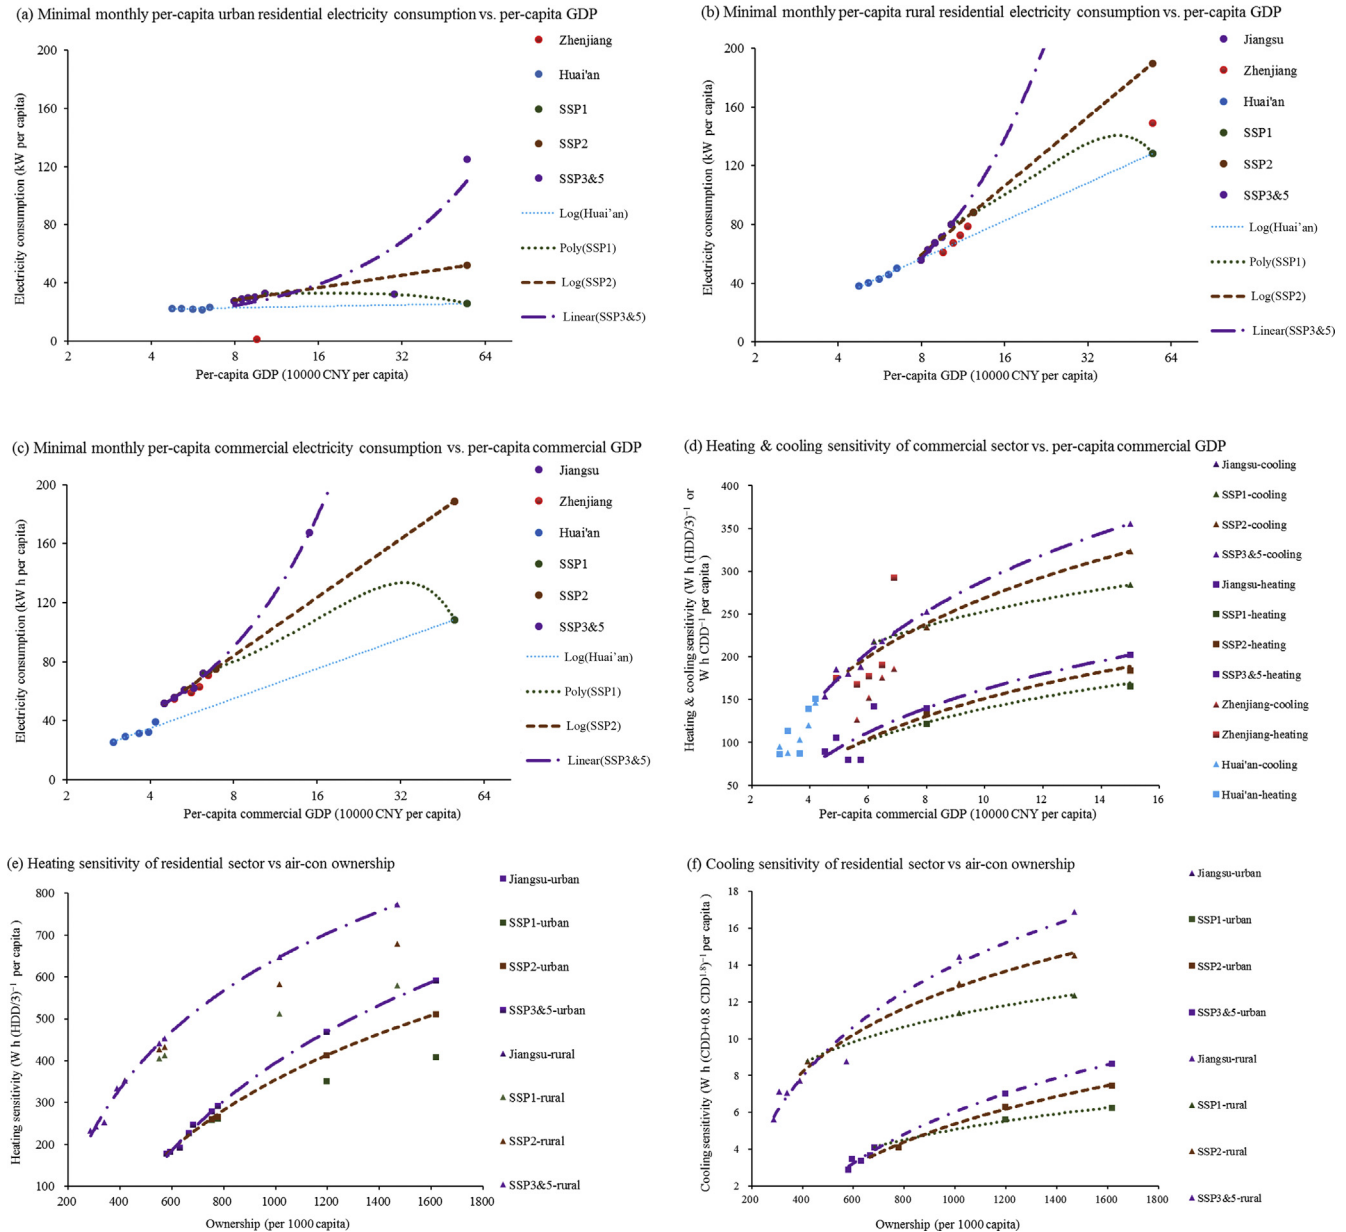 (a) Minimal monthly per-capita urban residential electricity consumption vs. per-capita GDP
Electricity consumption (kW per capita)
200
160
120
80
40
0
2
4
8
16
32
64
Per-capita GDP (10000 CNY per capita)
Zhenjiang
Huai'an
SSP1
SSP2
SSP3&5
Log(Huai'an)
Poly(SSP1)
Log(SSP2)
Linear(SSP3&5)
(b) Minimal monthly per-capita rural residential electricity consumption vs. per-capita GDP
Electricity consumption (kW per capita)
200
160
120
80
40
0
2
4
8
16
32
64
Per-capita GDP (10000 CNY per capita)
Jiangsu
Zhenjiang
Huai'an
SSP1
SSP2
SSP3&5
Log(Huai'an)
Poly(SSP1)
Log(SSP2)
Linear(SSP3&5)
(c) Minimal monthly per-capita commercial electricity consumption vs. per-capita commercial GDP
Electricity consumption (kW h per capita)
200
160
120
80
40
0
2
4
8
16
32
64
Per-capita commercial GDP (10000 CNY per capita)
Jiangsu
Zhenjiang
Huai'an
SSP1
SSP2
SSP3&5
Log(Huai'an)
Poly(SSP1)
Log(SSP2)
Linear(SSP3&5)
(d) Heating & cooling sensitivity of commercial sector vs. per-capita commercial GDP
Heating & cooling sensitivity (W h (HDD/3)⁻¹ or
W h CDD⁻¹ per capita)
400
350
300
250
200
150
100
50
2
4
6
8
10
12
14
16
Per-capita commercial GDP (10000 CNY per capita)
Jiangsu-cooling
SSP1-cooling
SSP2-cooling
SSP3&5-cooling
Jiangsu-heating
SSP1-heating
SSP2-heating
SSP3&5-heating
Zhenjiang-cooling
Zhenjiang-heating
Huai'an-cooling
Huai'an-heating
(e) Heating sensitivity of residential sector vs air-con ownership
Heating sensitivity (W h (HDD/3)⁻¹ per capita )
800
700
600
500
400
300
200
100
200
400
600
800
1000
1200
1400
1600
1800
Ownership (per 1000 capita)
Jiangsu-urban
SSP1-urban
SSP2-urban
SSP3&5-urban
Jiangsu-rural
SSP1-rural
SSP2-rural
SSP3&5-rural
(f) Cooling sensitivity of residential sector vs air-con ownership
Cooling sensitivity (W h (CDD+0.8 CDD¹·⁸)⁻¹ per capita )
18
16
14
12
10
8
6
4
2
200
400
600
800
1000
1200
1400
1600
1800
Ownership (per 1000 capita)
Jiangsu-urban
SSP1-urban
SSP2-urban
SSP3&5-urban
Jiangsu-rural
SSP1-rural
SSP2-rural
SSP3&5-rural